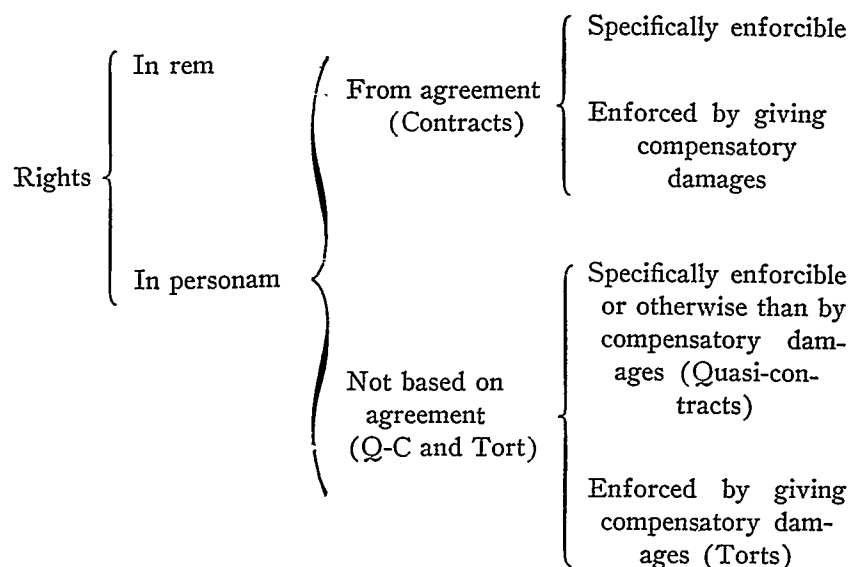 Rights
In rem
In personam
From agreement
(Contracts)
Specifically enforcible
Enforced by giving
compensatory
damages
Not based on
agreement
(Q-C and Tort)
Specifically enforcible
or otherwise than by
compensatory dam-
ages (Quasi-con-
tracts)
Enforced by giving
compensatory dam-
ages (Torts)